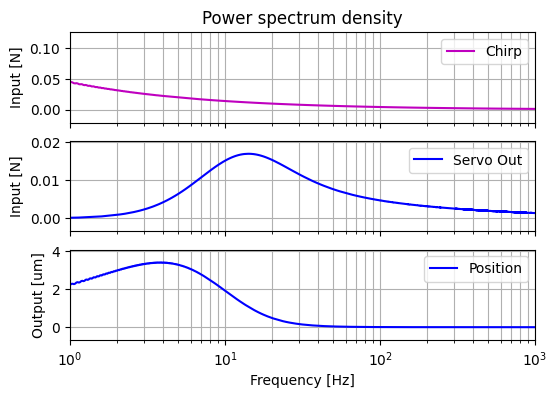 Power spectrum density
Input [N]
0.10
0.05
0.00
Chirp
Input [N]
0.02
0.01
0.00
Servo Out
Output [um]
4
2
0
Position
10^0 10^1 10^2 10^3
Frequency [Hz]